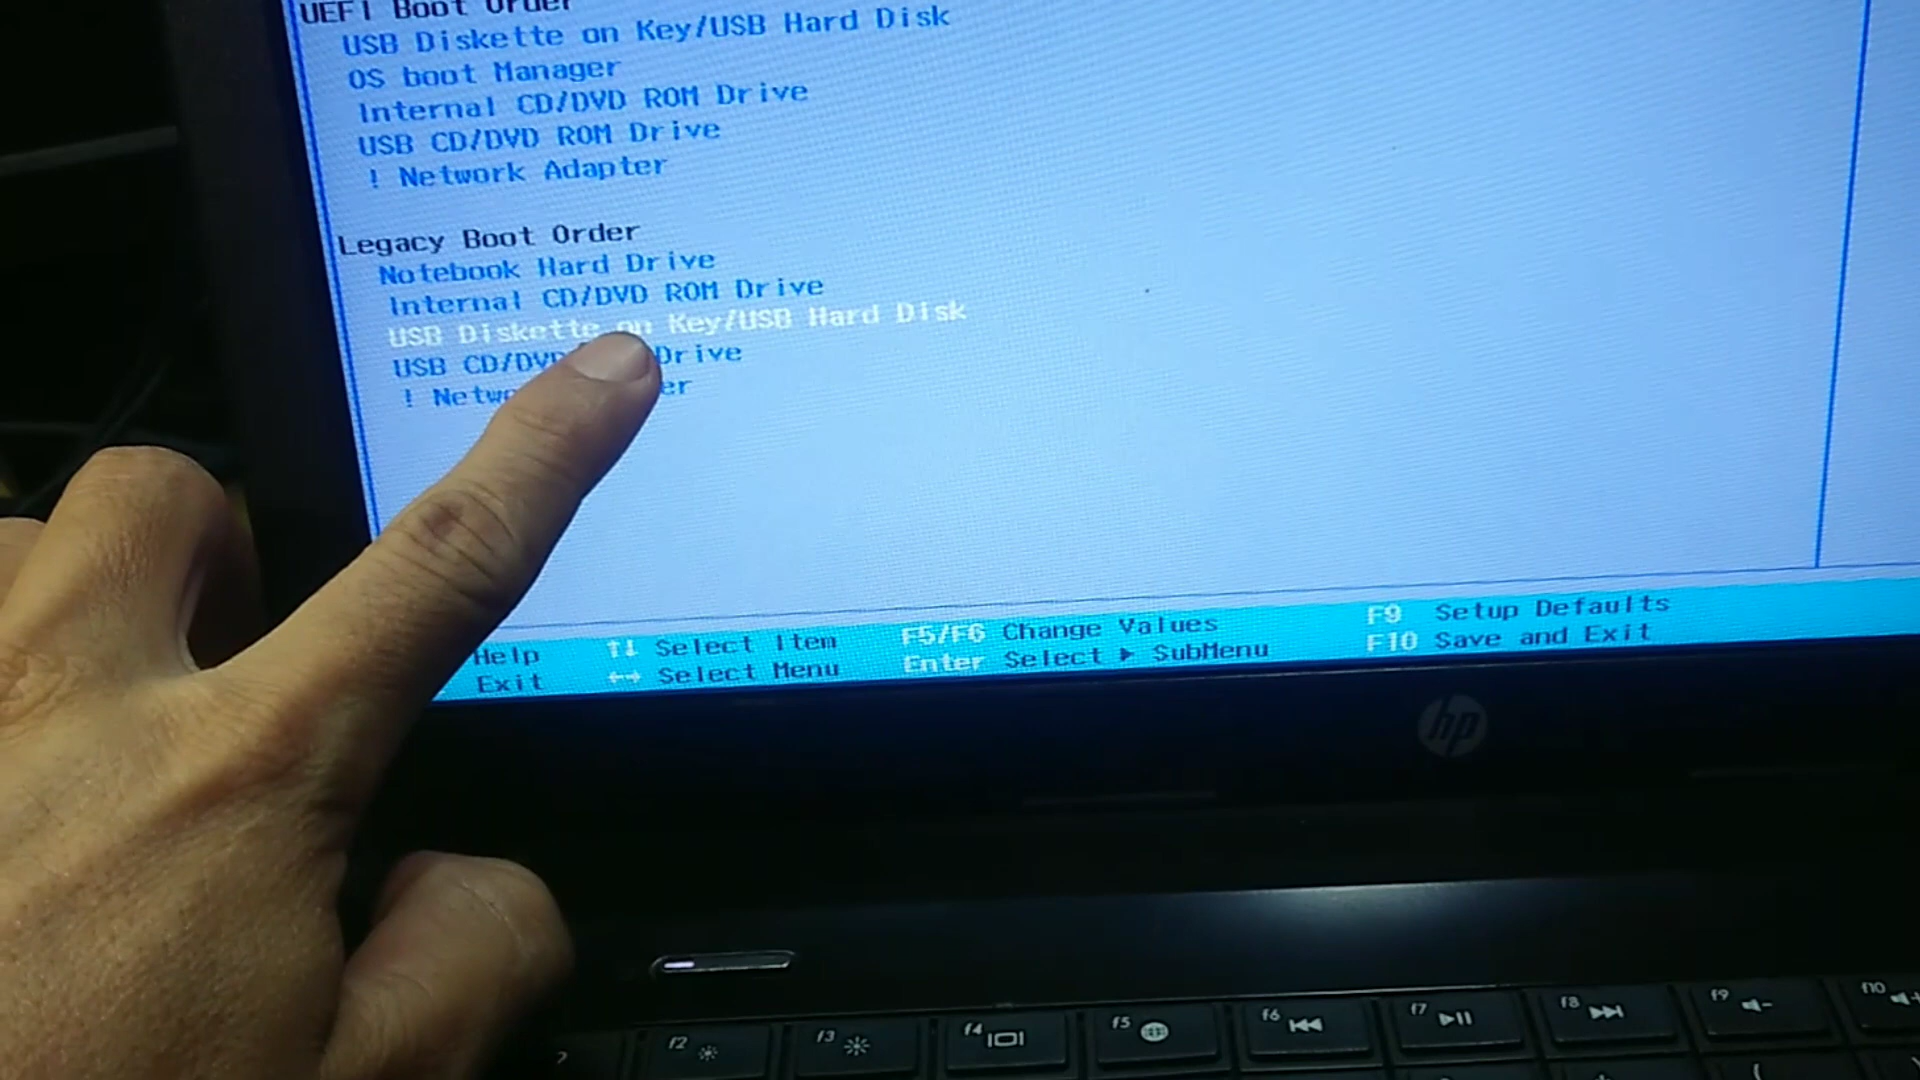 UEFI Boot Order
USB Diskette on Key/USB Hard Disk
OS boot Manager
Internal CD/DVD ROM Drive
USB CD/DVD ROM Drive
! Network Adapter
Legacy Boot Order
Notebook Hard Drive
Internal CD/DVD ROM Drive
USB Diskette on Key/USB Hard Disk
USB CD/DVD Drive
! Netwo er
Help ↑↓ Select Item F5/F6 Change Values F9 Setup Defaults
Exit ←→ Select Menu Enter Select ▶ SubMenu F10 Save and Exit
hp
?
f2 f3 f4 f5 f6 f7 f8 f9 f10
(